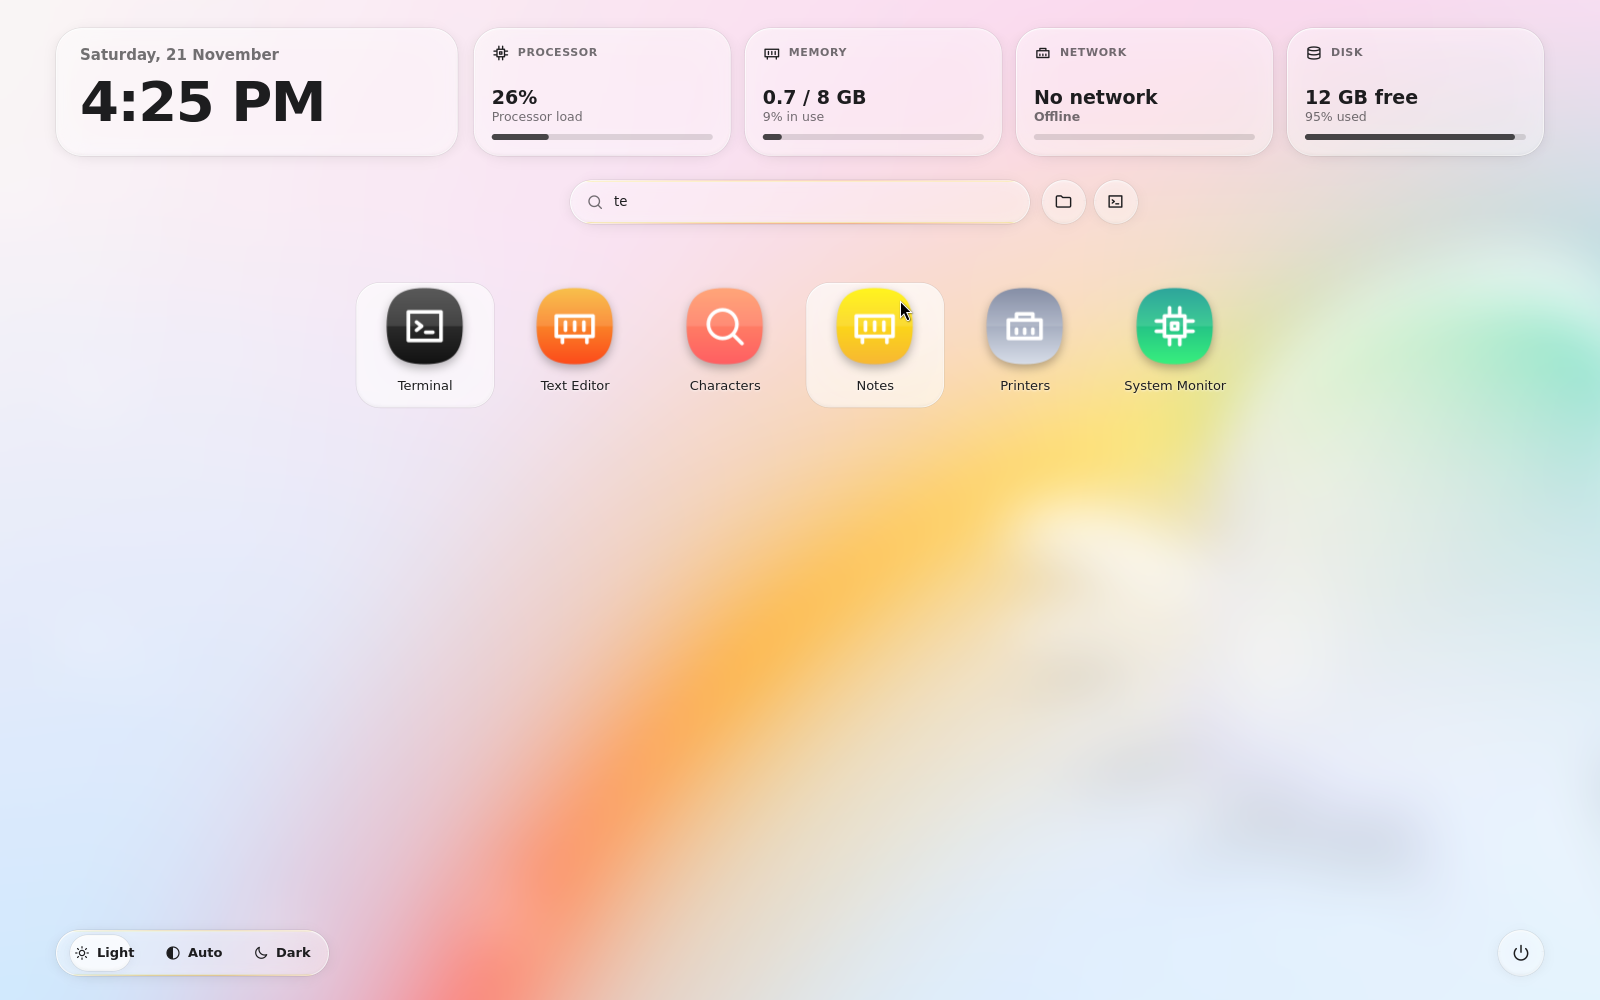 Saturday, 21 November
4:25 PM
PROCESSOR
26%
Processor load
MEMORY
0.7 / 8 GB
9% in use
NETWORK
No network
Offline
DISK
12 GB free
95% used
te
Terminal
Text Editor
Characters
Notes
Printers
System Monitor
Light
Auto
Dark